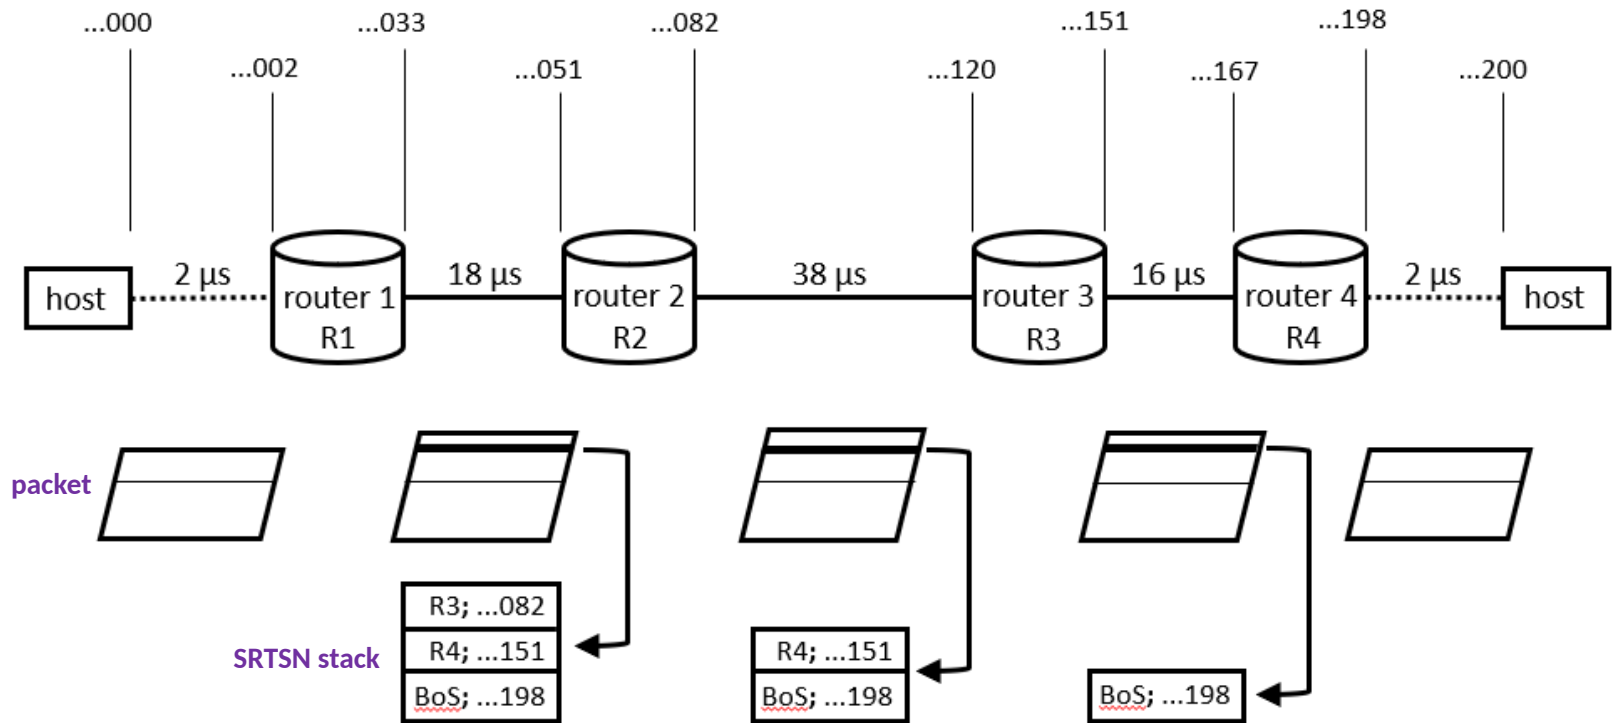 ...000
...033
...082
...151
...198
...002
...051
...120
...167
...200
2 µs
18 µs
38 µs
16 µs
2 µs
host
router 1
R1
router 2
R2
router 3
R3
router 4
R4
host
packet
SRTSN stack
R3; ...082
R4; ...151
BoS; ...198
R4; ...151
BoS; ...198
BoS; ...198